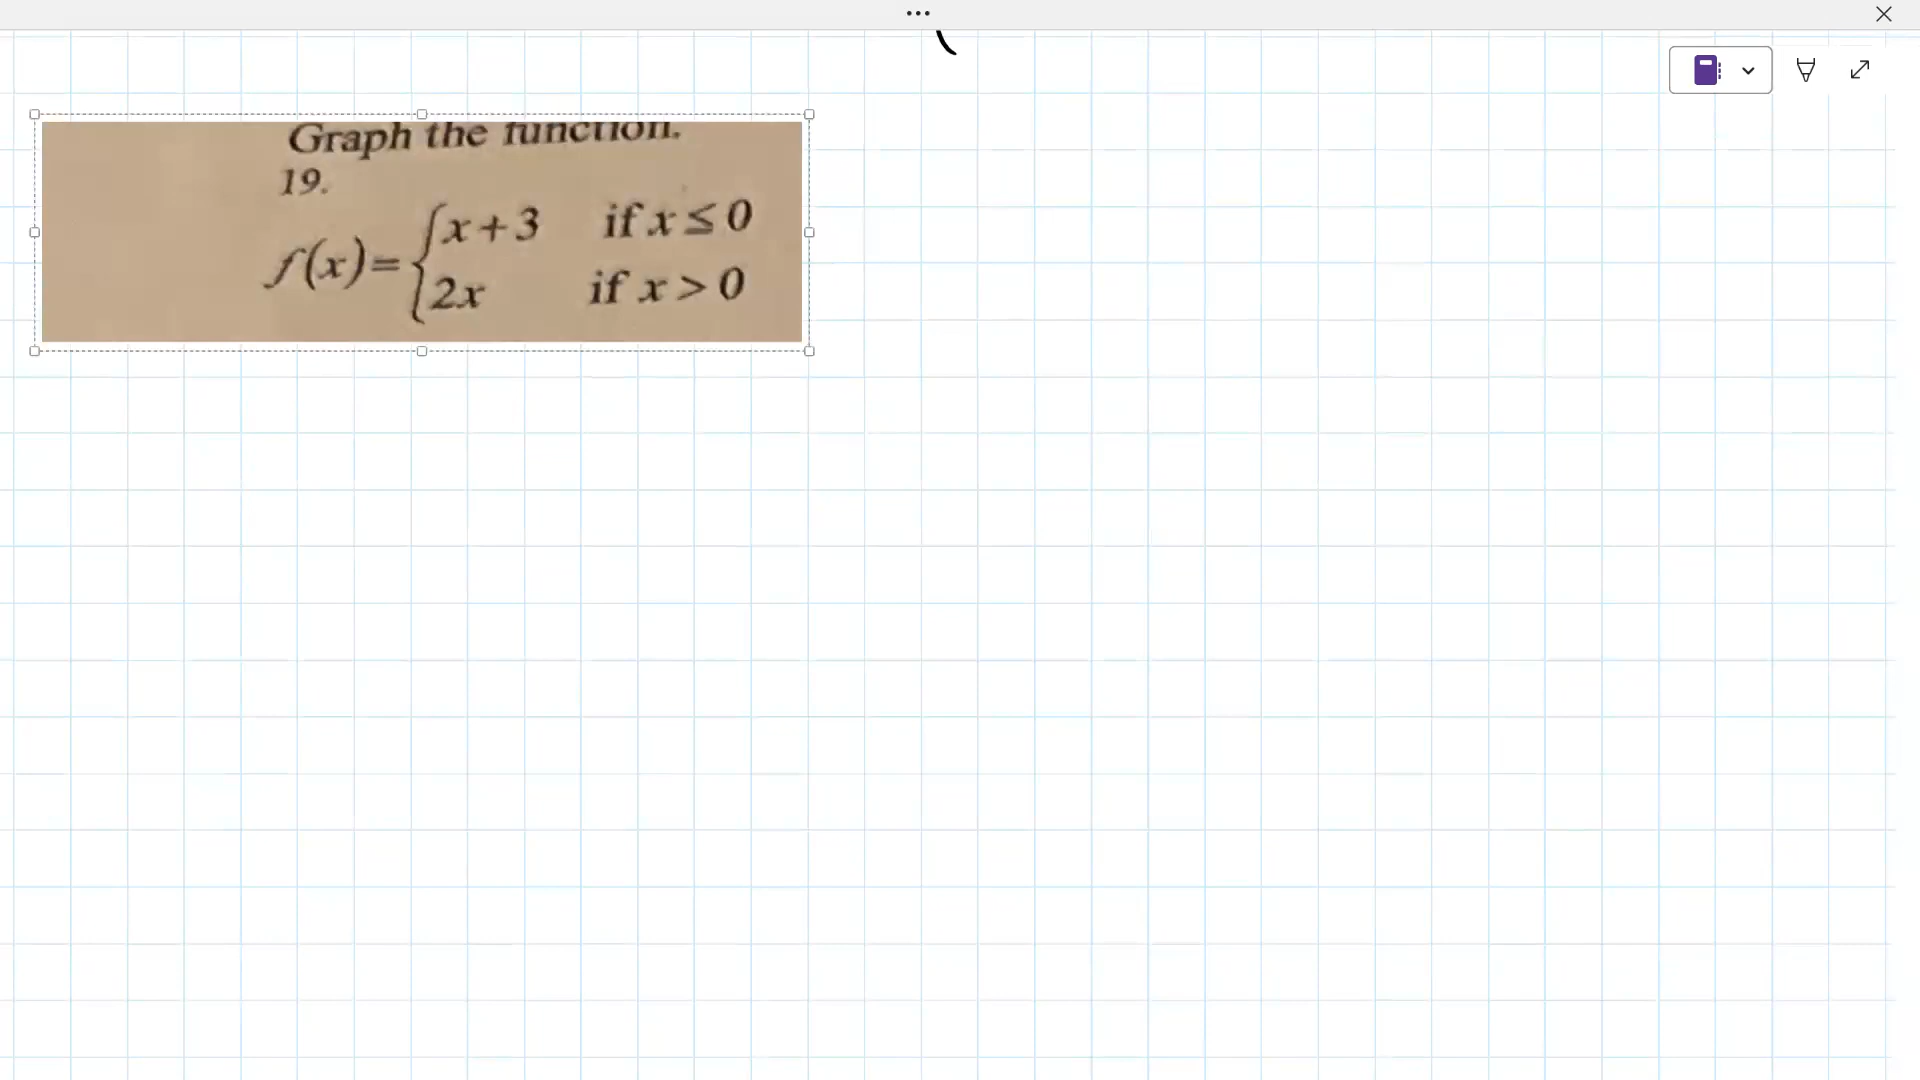 Graph the function.
19.
f(x)= { x+3 if x ≤ 0
2x if x > 0